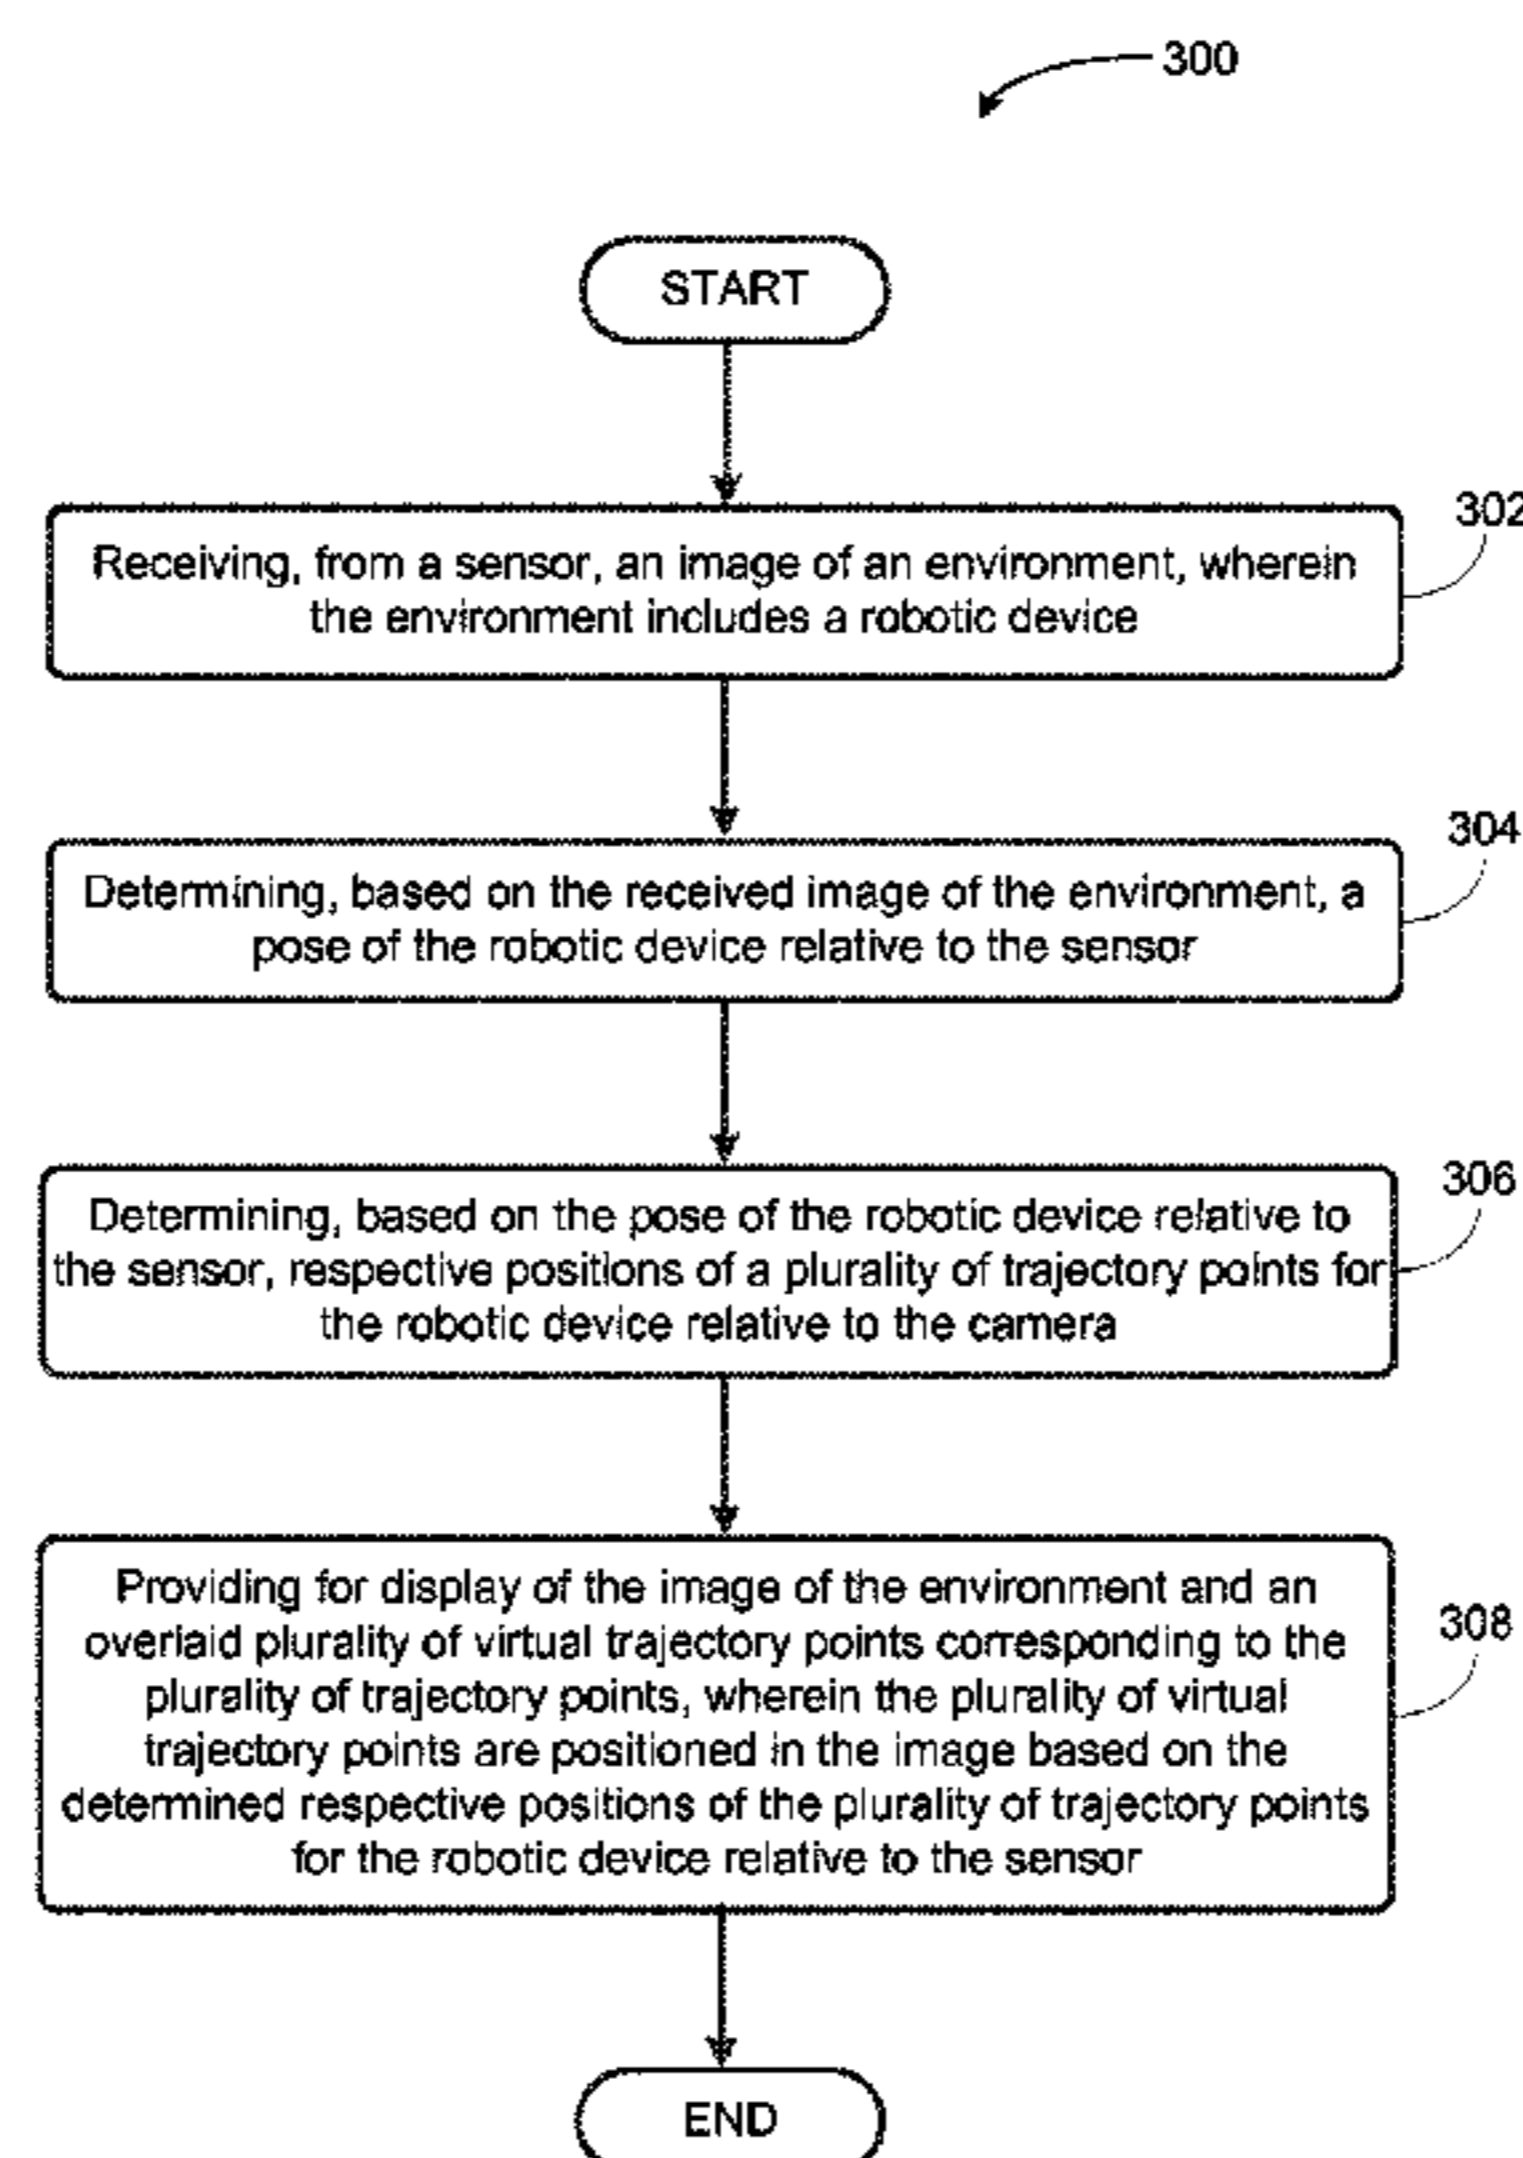 300
START
302
Receiving, from a sensor, an image of an environment, wherein
the environment includes a robotic device
304
Determining, based on the received image of the environment, a
pose of the robotic device relative to the sensor
306
Determining, based on the pose of the robotic device relative to
the sensor, respective positions of a plurality of trajectory points for
the robotic device relative to the camera
308
Providing for display of the image of the environment and an
overlaid plurality of virtual trajectory points corresponding to the
plurality of trajectory points, wherein the plurality of virtual
trajectory points are positioned in the image based on the
determined respective positions of the plurality of trajectory points
for the robotic device relative to the sensor
END